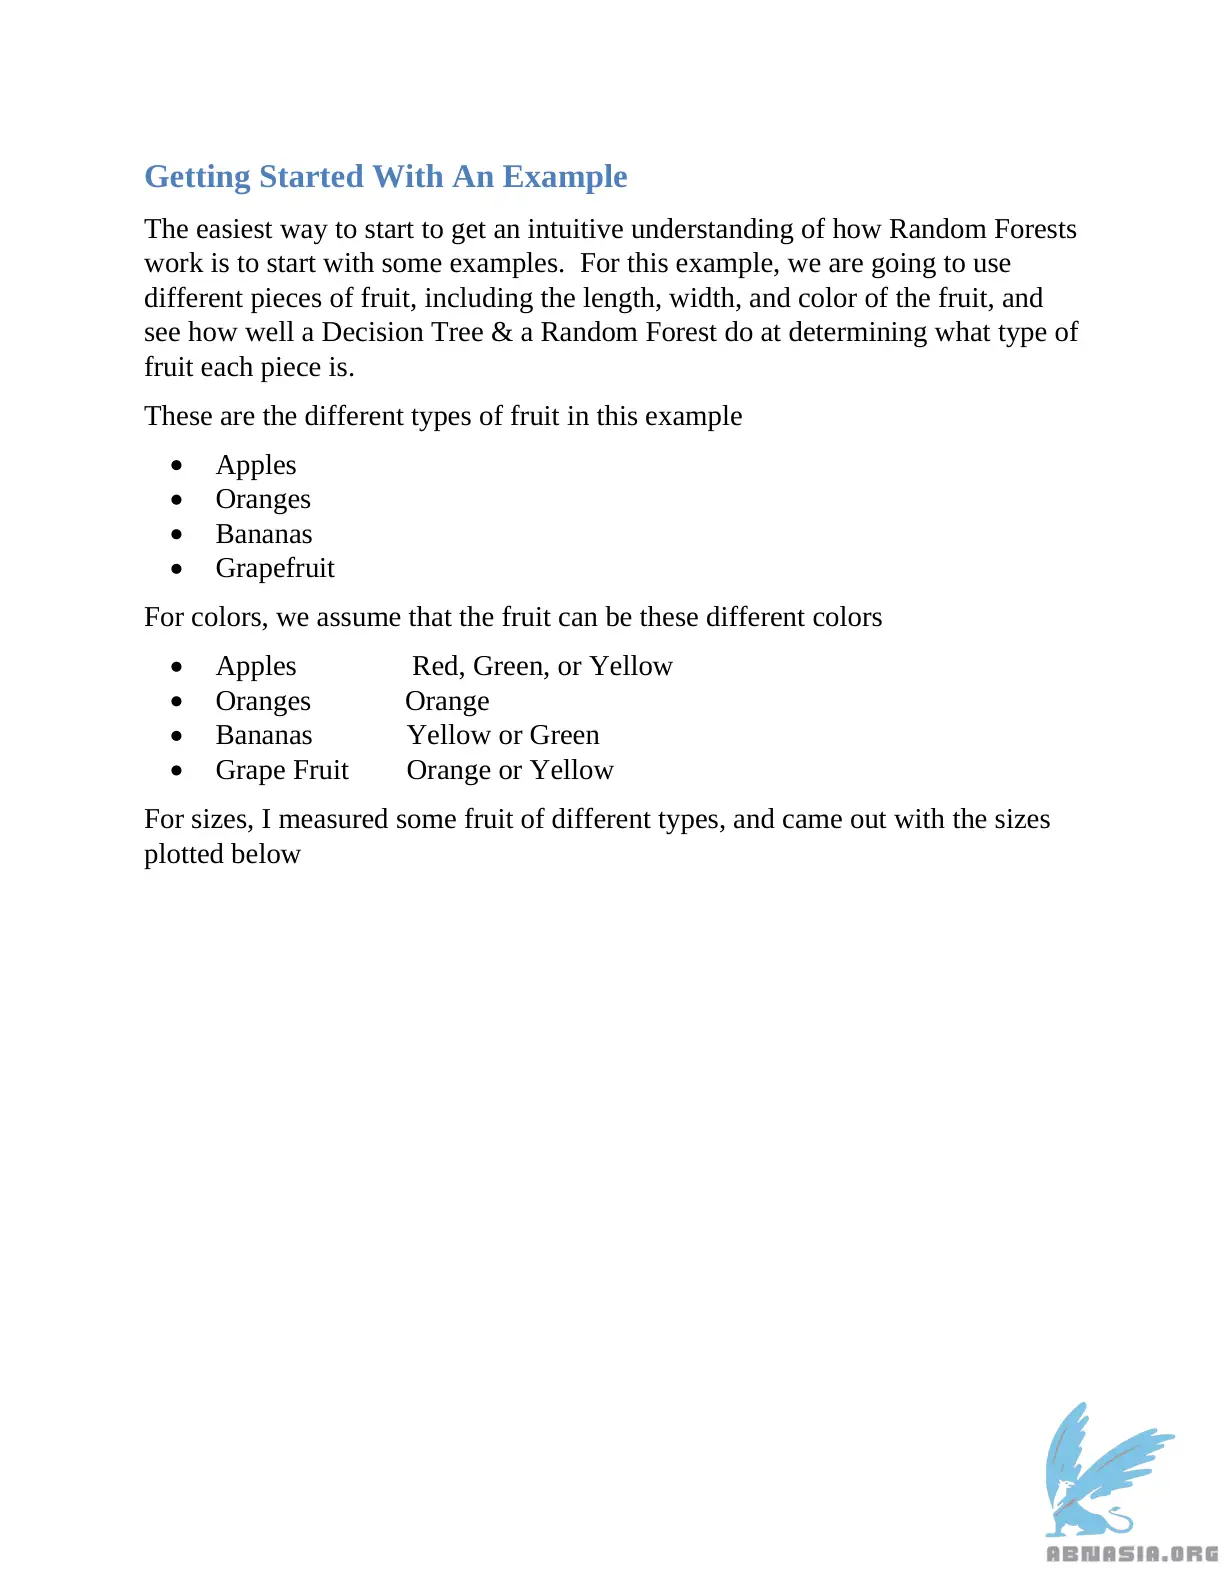 Getting Started With An Example
The easiest way to start to get an intuitive understanding of how Random Forests
work is to start with some examples.  For this example, we are going to use
different pieces of fruit, including the length, width, and color of the fruit, and
see how well a Decision Tree & a Random Forest do at determining what type of
fruit each piece is.
These are the different types of fruit in this example
• Apples
• Oranges
• Bananas
• Grapefruit
For colors, we assume that the fruit can be these different colors
• Apples Red, Green, or Yellow
• Oranges Orange
• Bananas Yellow or Green
• Grape Fruit Orange or Yellow
For sizes, I measured some fruit of different types, and came out with the sizes
plotted below
ABNASIA.ORG